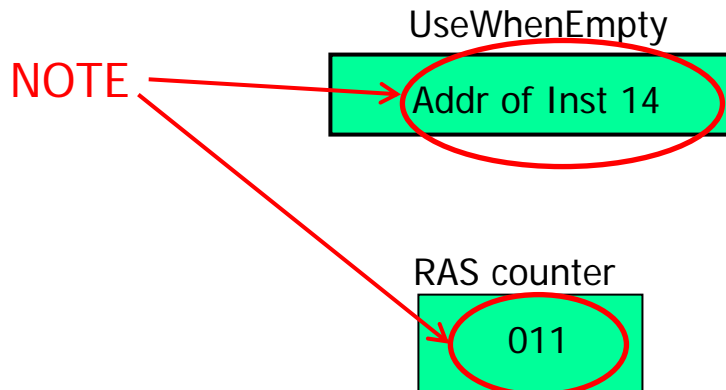 UseWhenEmpty
NOTE
Addr of Inst 14
RAS counter
011